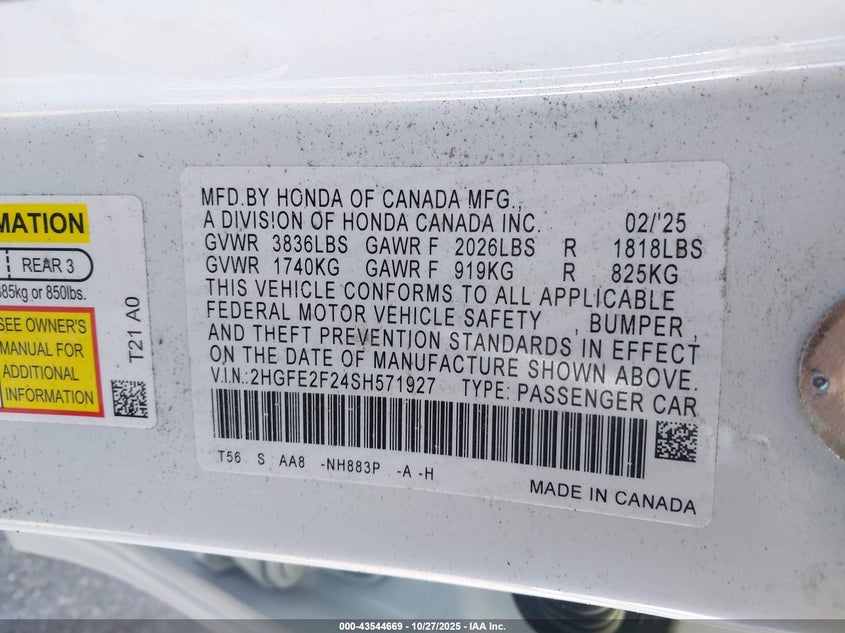 MATION
REAR 3
85kg or 850lbs.
SEE OWNER'S
MANUAL FOR
ADDITIONAL
INFORMATION
T21 A0
MFD.BY HONDA OF CANADA MFG.,
A DIVISION OF HONDA CANADA INC. 02/'25
GVWR 3836LBS GAWR F 2026LBS R 1818LBS
GVWR 1740KG GAWR F 919KG R 825KG
THIS VEHICLE CONFORMS TO ALL APPLICABLE
FEDERAL MOTOR VEHICLE SAFETY , BUMPER ,
AND THEFT PREVENTION STANDARDS IN EFFECT
ON THE DATE OF MANUFACTURE SHOWN ABOVE.
V.I.N.:2HGFE2F24SH571927 TYPE: PASSENGER CAR
T56 S AA8 -NH883P -A -H
MADE IN CANADA
000-43544669 | 10/27/2025 | IAA Inc.